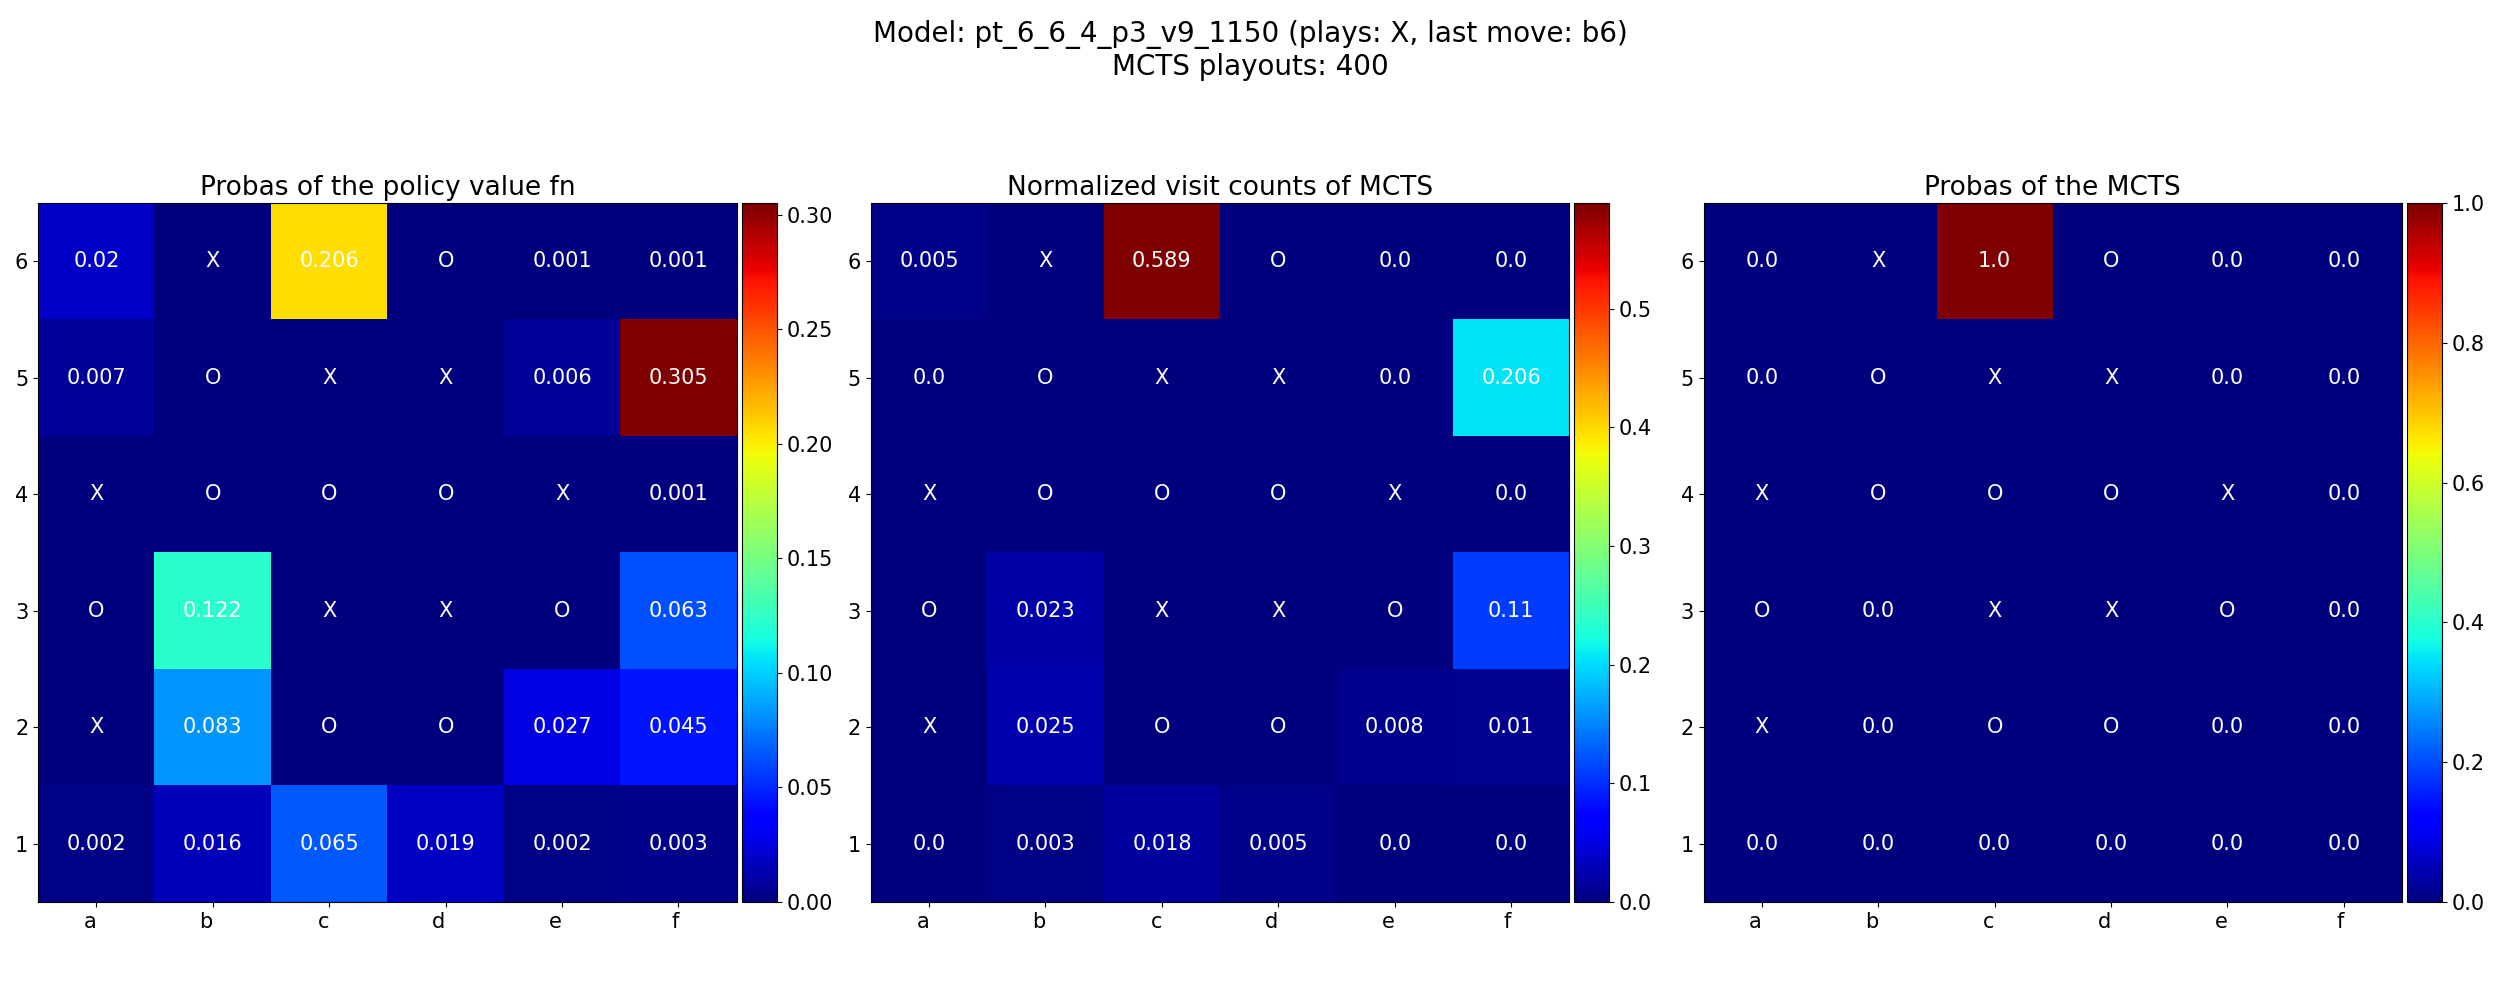 Model: pt_6_6_4_p3_v9_1150 (plays: X, last move: b6)
MCTS playouts: 400
Probas of the policy value fn
6 0.02 X 0.206 O 0.001 0.001
5 0.007 O X X 0.006 0.305
4 X O O O X 0.001
3 O 0.122 X X O 0.063
2 X 0.083 O O 0.027 0.045
1 0.002 0.016 0.065 0.019 0.002 0.003
a b c d e f
0.30
0.25
0.20
0.15
0.10
0.05
0.00
Normalized visit counts of MCTS
6 0.005 X 0.589 O 0.0 0.0
5 0.0 O X X 0.0 0.206
4 X O O O X 0.0
3 O 0.023 X X O 0.11
2 X 0.025 O O 0.008 0.01
1 0.0 0.003 0.018 0.005 0.0 0.0
a b c d e f
0.5
0.4
0.3
0.2
0.1
0.0
Probas of the MCTS
6 0.0 X 1.0 O 0.0 0.0
5 0.0 O X X 0.0 0.0
4 X O O O X 0.0
3 O 0.0 X X O 0.0
2 X 0.0 O O 0.0 0.0
1 0.0 0.0 0.0 0.0 0.0 0.0
a b c d e f
1.0
0.8
0.6
0.4
0.2
0.0